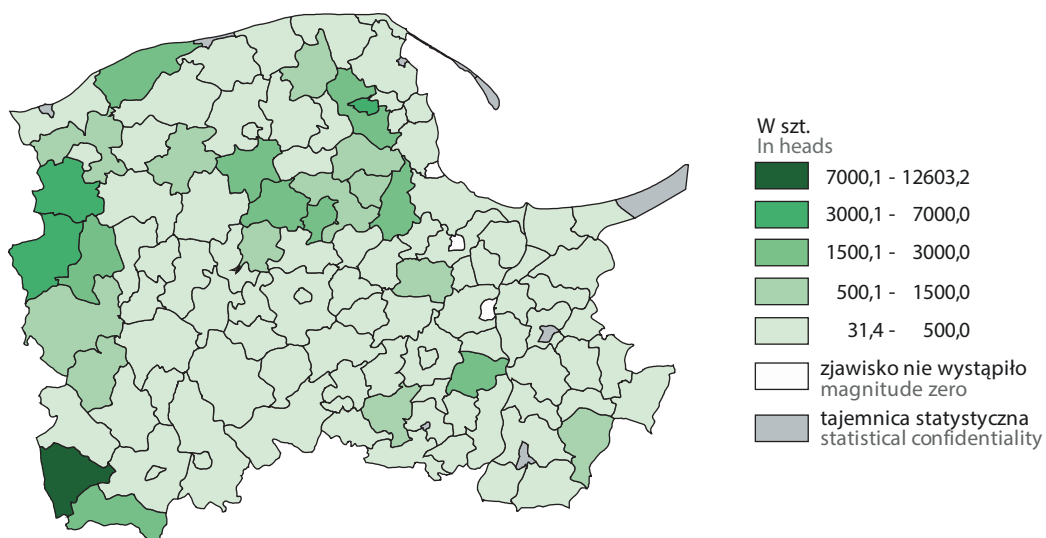 W szt.
In heads
7000,1 - 12603,2
3000,1 - 7000,0
1500,1 - 3000,0
500,1 - 1500,0
31,4 - 500,0
zjawisko nie wystąpiło
magnitude zero
tajemnica statystyczna
statistical confidentiality